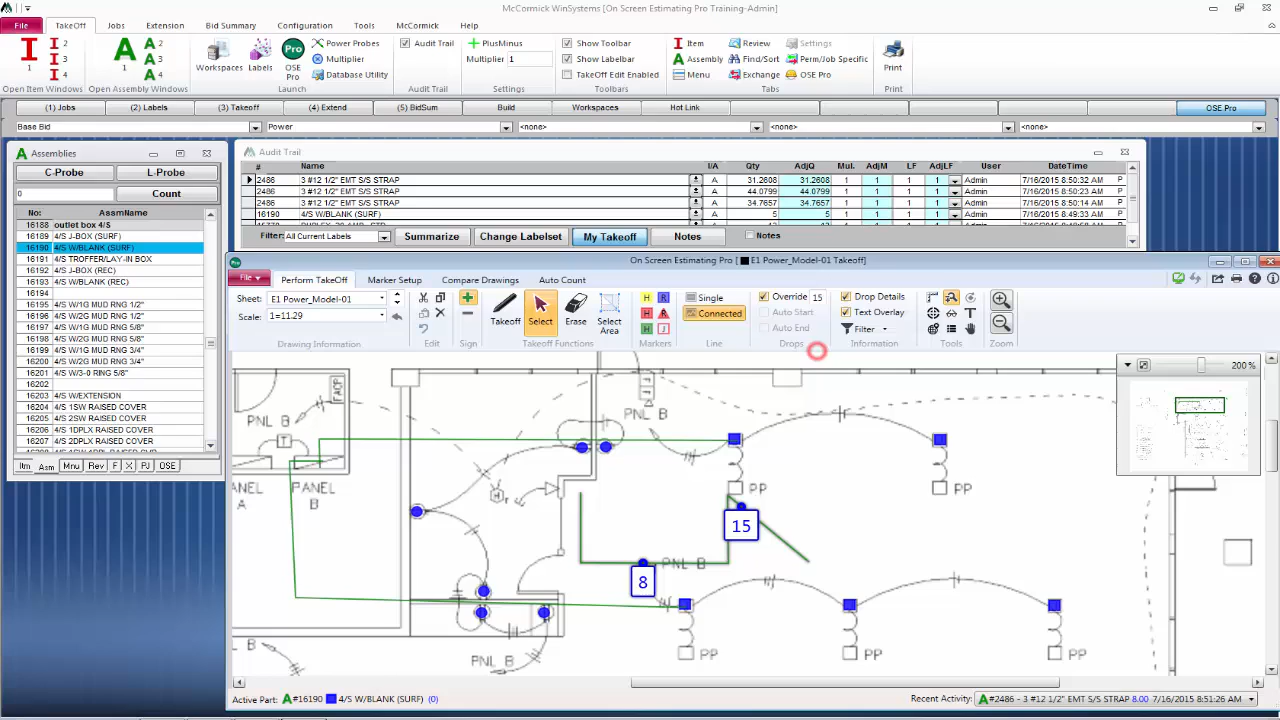 McCormick WinSystems - On Screen Estimating Pro Training-Admin
File TakeOff Jobs Extension Bid Summary Configuration Tools McCormick Help
I 1 I 2 I 3 I 4 A 1 A 2 A 3 A 4 Workspaces Labels Pro OSE Pro
Power Probes
Multiplier
Database Utility
Audit Trail
PlusMinus
Multiplier 1
Show Toolbar
Show Labelbar
TakeOff Edit Enabled
Item Review Settings
Assembly Find/Sort Perm/Job Specific
Menu Exchange OSE Pro
Print
Open Item Windows Open Assembly Windows Launch Audit Trail Settings Toolbars Tabs Print
(1) Jobs (2) Labels (3) Takeoff (4) Extend (5) BidSum Build Workspaces Hot Link OSE Pro
Base Bid Power <none> <none> <none>
Assemblies
C-Probe L-Probe
0 Count
No: AssmName
16188 outlet box 4/S
16189 4/S J-BOX (SURF)
16190 4/S W/BLANK (SURF)
16191 4/S TROFFER/LAY-IN BOX
16192 4/S J-BOX (REC)
16193 4/S W/BLANK (REC)
16194
16195 4/S W/1G MUD RNG 1/2"
16196 4/S W/2G MUD RNG 1/2"
16197 4/S W/1G MUD RNG 5/8"
16198 4/S W/2G MUD RNG 5/8"
16199 4/S W/1G MUD RNG 3/4"
16200 4/S W/2G MUD RNG 3/4"
16201 4/S W/3-0 RING 5/8"
16202
16203 4/S W/EXTENSION
16204 4/S 1SW RAISED COVER
16205 4/S 2SW RAISED COVER
16206 4/S 1DPLX RAISED COVER
16207 4/S 2DPLX RAISED COVER
Itm Asm Mnu Rev F X PJ OSE
Audit Trail
# Name I/A Qty AdjQ Mul. AdjM LF AdjLF User DateTime
2486 3 #12 1/2" EMT S/S STRAP A 31.2608 31.2608 1 1 1 1 Admin 7/16/2015 8:50:32 AM P
2486 3 #12 1/2" EMT S/S STRAP A 44.0799 44.0799 1 1 1 1 Admin 7/16/2015 8:50:23 AM P
2486 3 #12 1/2" EMT S/S STRAP A 34.7657 34.7657 1 1 1 1 Admin 7/16/2015 8:50:14 AM P
16190 4/S W/BLANK (SURF) A 5 5 1 1 1 1 Admin 7/16/2015 8:49:33 AM P
Filter: All Current Labels Summarize Change Labelset My Takeoff Notes Notes
Pro On Screen Estimating Pro [ E1 Power_Model-01 Takeoff]
File Perform TakeOff Marker Setup Compare Drawings Auto Count
Sheet: E1 Power_Model-01
Scale: 1=11.29
Takeoff Select Erase Select Area
H R
H A
H J
Single
Connected
Override 15
Auto Start
Auto End
Drop Details
Text Overlay
Filter
Drawing Information Edit Sign Takeoff Functions Markers Line Drops Information Tools Zoom
200 %
FACP
PNL B
T
PANEL A
PANEL B
PNL B
PP
PP
15
PNL B
8
PP
PP
PP
PNL B
PNL B
Active Part: A #16190 4/S W/BLANK (SURF) (0) Recent Activity: A #2486 - 3 #12 1/2" EMT S/S STRAP 8.00 7/16/2015 8:51:26 AM